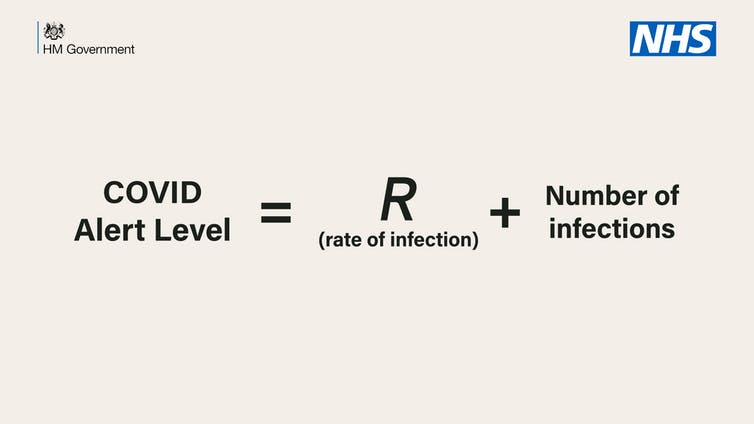 HM Government
NHS
COVID
Alert Level
=
R
(rate of infection)
+
Number of
infections